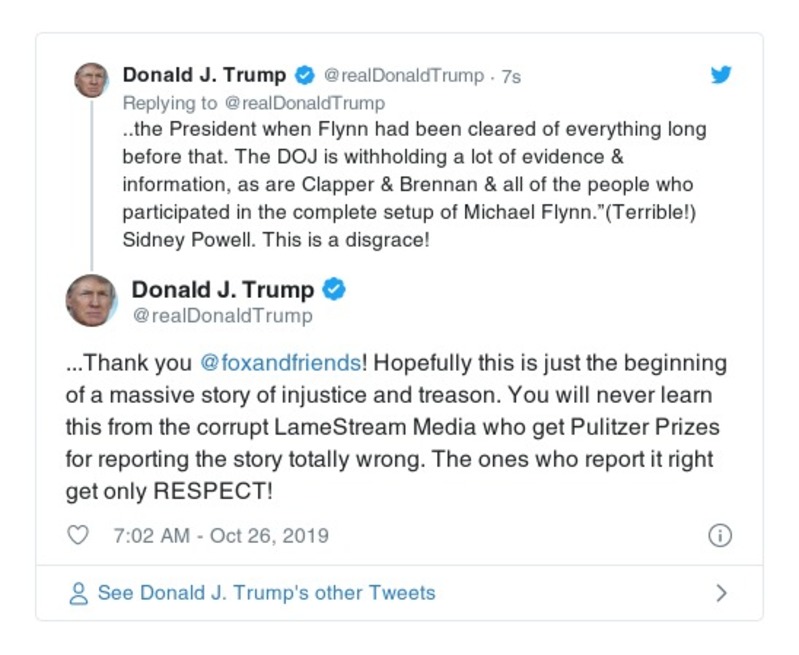 Donald J. Trump @realDonaldTrump · 7s
Replying to @realDonaldTrump
..the President when Flynn had been cleared of everything long
before that. The DOJ is withholding a lot of evidence &
information, as are Clapper & Brennan & all of the people who
participated in the complete setup of Michael Flynn.”(Terrible!)
Sidney Powell. This is a disgrace!
Donald J. Trump
@realDonaldTrump
...Thank you @foxandfriends! Hopefully this is just the beginning
of a massive story of injustice and treason. You will never learn
this from the corrupt LameStream Media who get Pulitzer Prizes
for reporting the story totally wrong. The ones who report it right
get only RESPECT!
7:02 AM - Oct 26, 2019
See Donald J. Trump's other Tweets